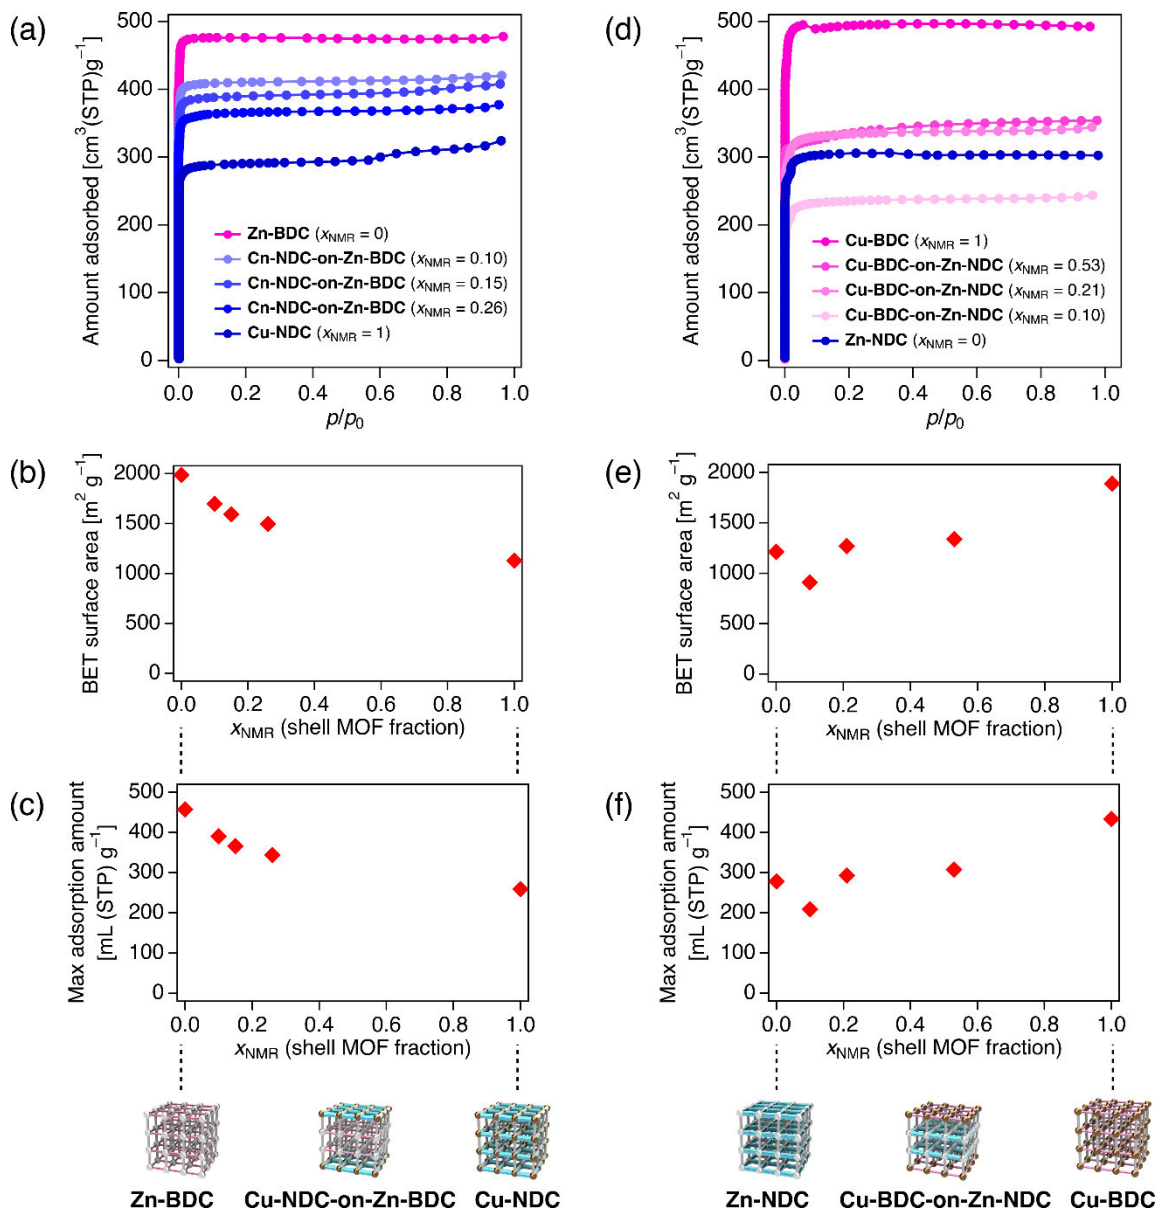 (a)
500
400
300
200
100
0
Amount adsorbed [cm³(STP)g⁻¹]
Zn-BDC (xNMR = 0)
Cn-NDC-on-Zn-BDC (xNMR = 0.10)
Cn-NDC-on-Zn-BDC (xNMR = 0.15)
Cn-NDC-on-Zn-BDC (xNMR = 0.26)
Cu-NDC (xNMR = 1)
0.0 0.2 0.4 0.6 0.8 1.0
p/p₀
(d)
500
400
300
200
100
0
Amount adsorbed [cm³(STP)g⁻¹]
Cu-BDC (xNMR = 1)
Cu-BDC-on-Zn-NDC (xNMR = 0.53)
Cu-BDC-on-Zn-NDC (xNMR = 0.21)
Cu-BDC-on-Zn-NDC (xNMR = 0.10)
Zn-NDC (xNMR = 0)
0.0 0.2 0.4 0.6 0.8 1.0
p/p₀
(b)
2000
1500
1000
500
0
BET surface area [m² g⁻¹]
0.0 0.2 0.4 0.6 0.8 1.0
xNMR (shell MOF fraction)
(e)
2000
1500
1000
500
0
BET surface area [m² g⁻¹]
0.0 0.2 0.4 0.6 0.8 1.0
xNMR (shell MOF fraction)
(c)
500
400
300
200
100
0
Max adsorption amount
[mL (STP) g⁻¹]
0.0 0.2 0.4 0.6 0.8 1.0
xNMR (shell MOF fraction)
(f)
500
400
300
200
100
0
Max adsorption amount
[mL (STP) g⁻¹]
0.0 0.2 0.4 0.6 0.8 1.0
xNMR (shell MOF fraction)
Zn-BDC Cu-NDC-on-Zn-BDC Cu-NDC
Zn-NDC Cu-BDC-on-Zn-NDC Cu-BDC